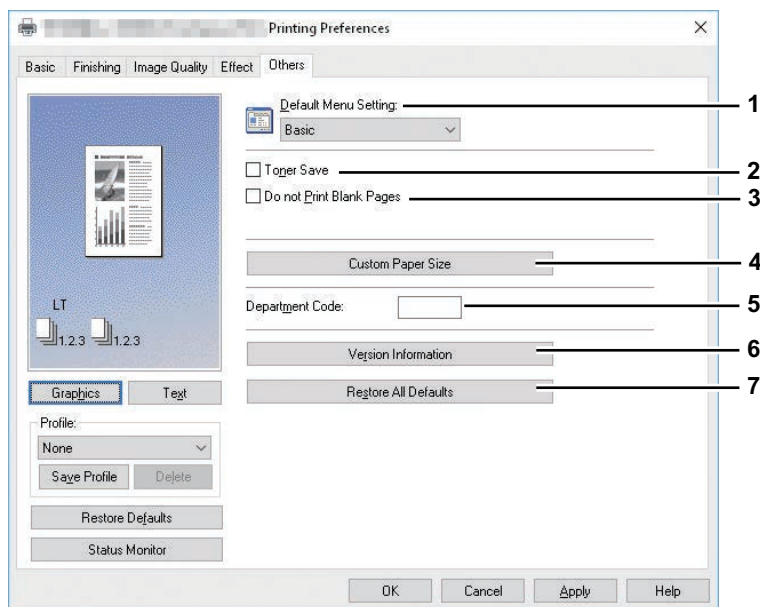 Printing Preferences
Basic Finishing Image Quality Effect Others
Default Menu Setting: 1
Basic
Toner Save 2
Do not Print Blank Pages 3
Custom Paper Size 4
LT
1.2.3 1.2.3
Department Code: 5
Version Information 6
Graphics Text
Restore All Defaults 7
Profile:
None
Save Profile Delete
Restore Defaults
Status Monitor
OK Cancel Apply Help